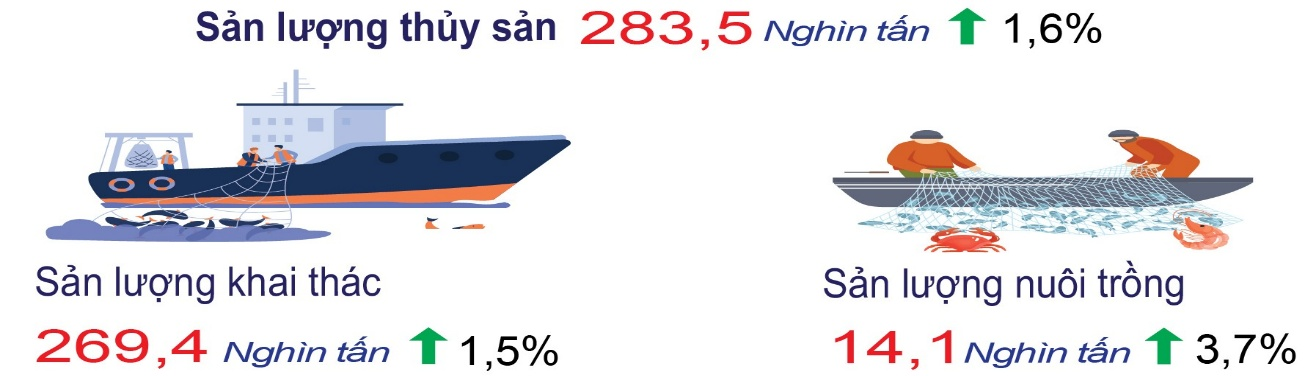 Sản lượng thủy sản 283,5 Nghìn tấn 1,6%
Sản lượng khai thác
269,4 Nghìn tấn 1,5%
Sản lượng nuôi trồng
14,1 Nghìn tấn 3,7%